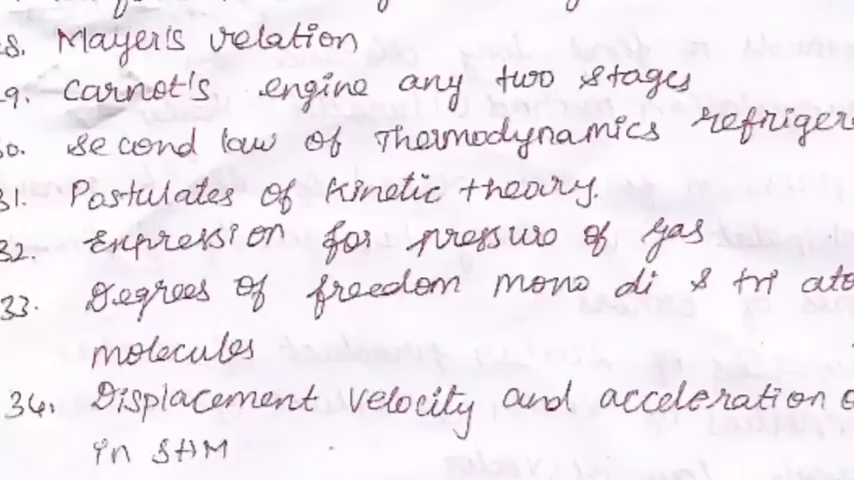 8. Mayer's relation
9. Carnot's engine any two stages
30. Second law of Thermodynamics refriger
31. Postulates of kinetic theory.
32. Expression for pressure of gas
33. Degrees of freedom mono di & tri ato
molecules
34. Displacement velocity and acceleration o
in SHM